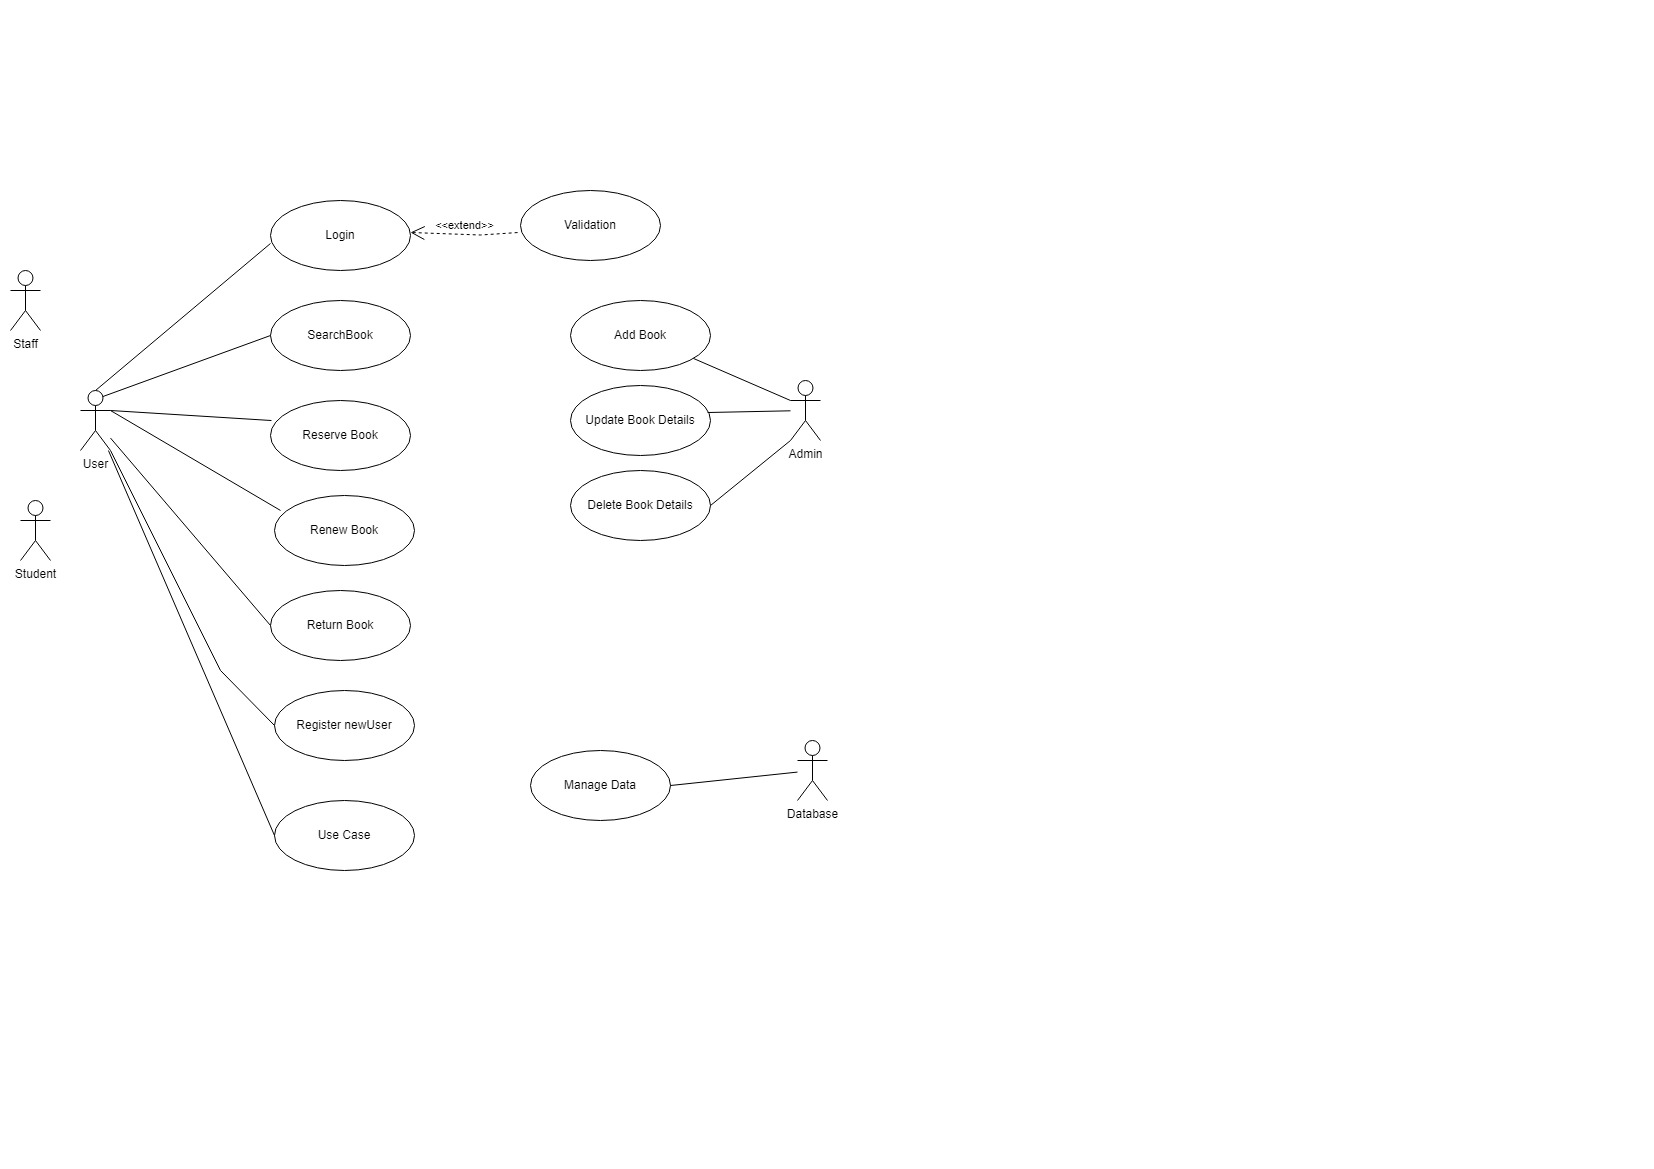 Login
<<extend>>
Validation
Staff
SearchBook
Add Book
User
Reserve Book
Update Book Details
Admin
Student
Renew Book
Delete Book Details
Return Book
Register newUser
Manage Data
Database
Use Case